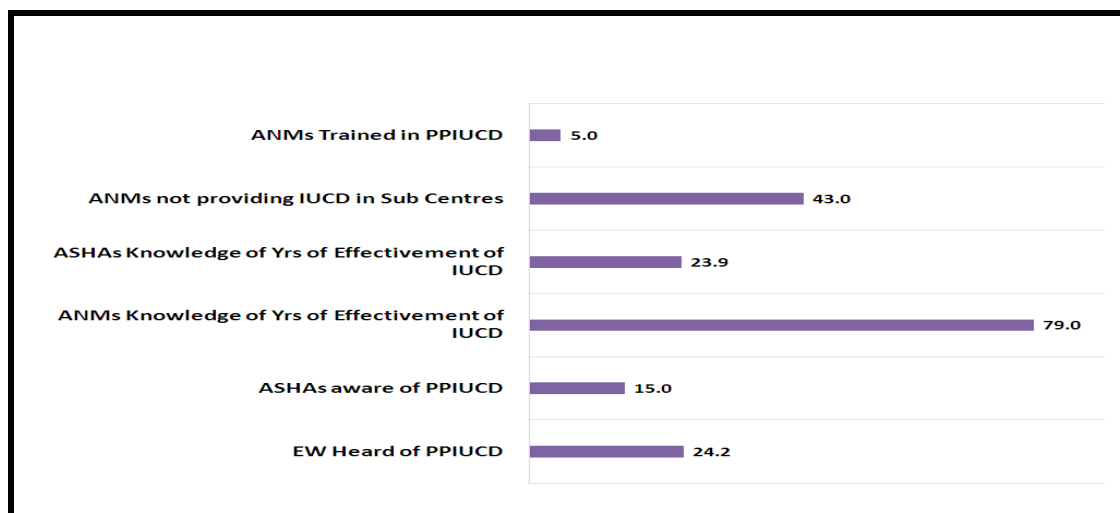 ANMs Trained in PPIUCD
5.0
ANMs not providing IUCD in Sub Centres
43.0
ASHAs Knowledge of Yrs of Effectivement of
IUCD
23.9
ANMs Knowledge of Yrs of Effectivement of
IUCD
79.0
ASHAs aware of PPIUCD
15.0
EW Heard of PPIUCD
24.2